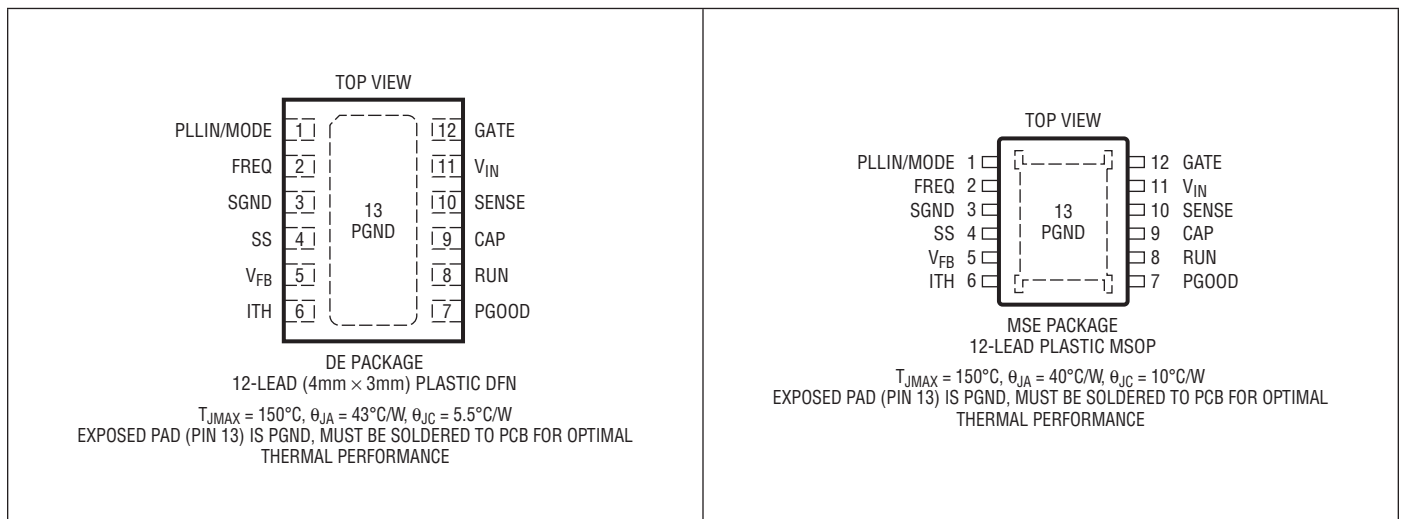 TOP VIEW
PLLIN/MODE 1 12 GATE
FREQ 2 11 VIN
SGND 3 10 SENSE
SS 4 9 CAP
VFB 5 8 RUN
ITH 6 7 PGOOD
13
PGND
DE PACKAGE
12-LEAD (4mm × 3mm) PLASTIC DFN
TJMAX = 150°C, θJA = 43°C/W, θJC = 5.5°C/W
EXPOSED PAD (PIN 13) IS PGND, MUST BE SOLDERED TO PCB FOR OPTIMAL
THERMAL PERFORMANCE
TOP VIEW
PLLIN/MODE 1 12 GATE
FREQ 2 11 VIN
SGND 3 10 SENSE
SS 4 9 CAP
VFB 5 8 RUN
ITH 6 7 PGOOD
13
PGND
MSE PACKAGE
12-LEAD PLASTIC MSOP
TJMAX = 150°C, θJA = 40°C/W, θJC = 10°C/W
EXPOSED PAD (PIN 13) IS PGND, MUST BE SOLDERED TO PCB FOR OPTIMAL
THERMAL PERFORMANCE